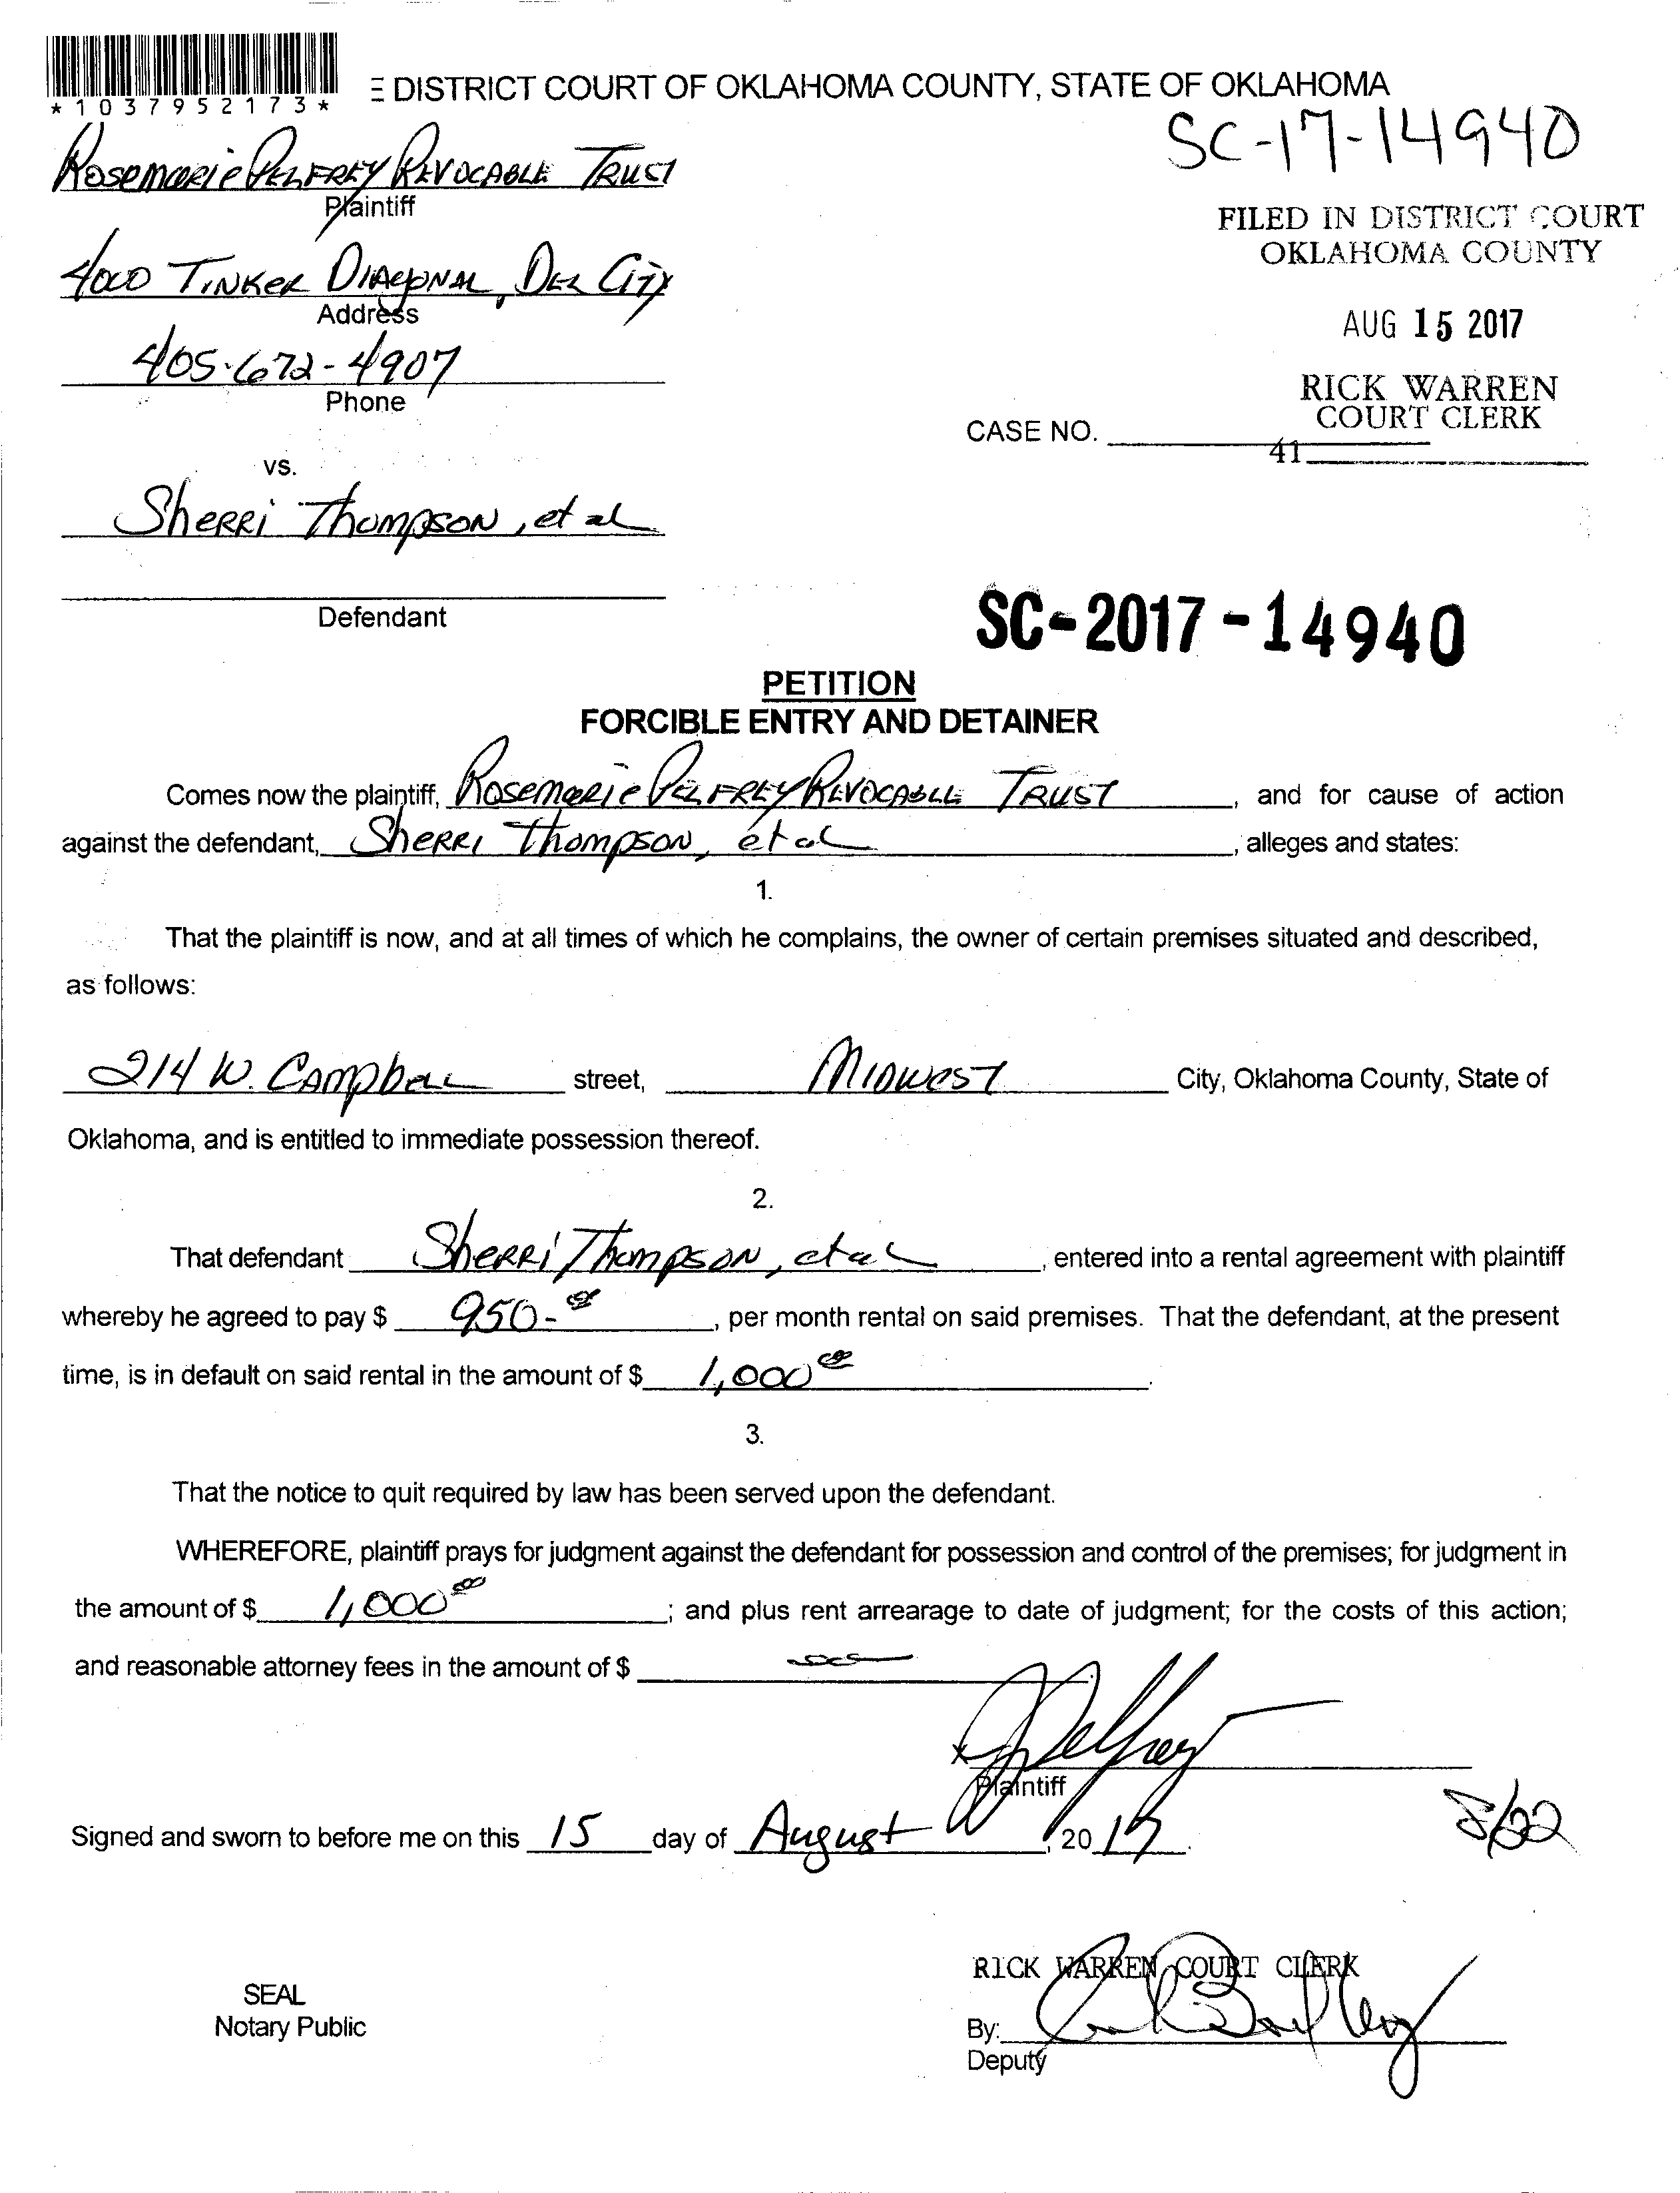 *1037952173*
E DISTRICT COURT OF OKLAHOMA COUNTY, STATE OF OKLAHOMA
SC-17-14940
Rosemarie Pelfrey Revocable Trust
Plaintiff
FILED IN DISTRICT COURT
OKLAHOMA COUNTY
4000 Tinker Diagonal, Del City
Address
AUG 15 2017
405-672-4907
Phone
RICK WARREN
COURT CLERK
CASE NO.
41
vs.
Sherri Thompson, et al
Defendant
SC-2017-14940
PETITION
FORCIBLE ENTRY AND DETAINER
Comes now the plaintiff, Rosemarie Pelfrey Revocable Trust, and for cause of action
against the defendant, Sherri Thompson, et al, alleges and states:
1.
That the plaintiff is now, and at all times of which he complains, the owner of certain premises situated and described,
as follows:
214 W. Campbell street, Midwest City, Oklahoma County, State of
Oklahoma, and is entitled to immediate possession thereof.
2.
That defendant Sherri Thompson, et al, entered into a rental agreement with plaintiff
whereby he agreed to pay $ 950-00, per month rental on said premises. That the defendant, at the present
time, is in default on said rental in the amount of $ 1,000 00.
3.
That the notice to quit required by law has been served upon the defendant.
WHEREFORE, plaintiff prays for judgment against the defendant for possession and control of the premises; for judgment in
the amount of $ 1,000 00; and plus rent arrearage to date of judgment; for the costs of this action;
and reasonable attorney fees in the amount of $
x
Plaintiff
8/22
Signed and sworn to before me on this 15 day of August, 2017.
RICK WARREN COURT CLERK
SEAL
Notary Public
By:
Deputy